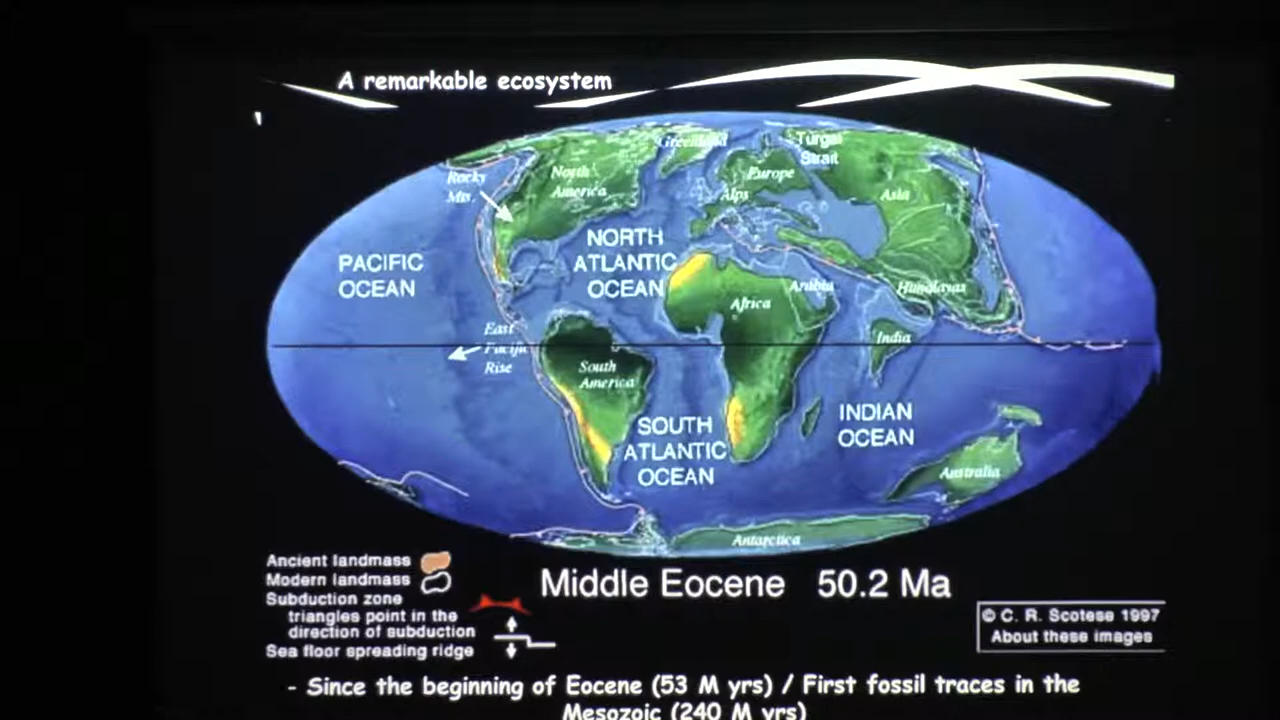 A remarkable ecosystem
Greenland
Turgai
Strait
Rocky
Mts.
North
America
Europe
Alps
Asia
PACIFIC
OCEAN
NORTH
ATLANTIC
OCEAN
Africa
Arabia
Himalayas
East
Pacific
Rise
India
South
America
SOUTH
ATLANTIC
OCEAN
INDIAN
OCEAN
Australia
Antarctica
Ancient landmass
Modern landmass
Subduction zone
triangles point in the
direction of subduction
Sea floor spreading ridge
Middle Eocene 50.2 Ma
© C. R. Scotese 1997
About these images
- Since the beginning of Eocene (53 M yrs) / First fossil traces in the
Mesozoic (240 M yrs)